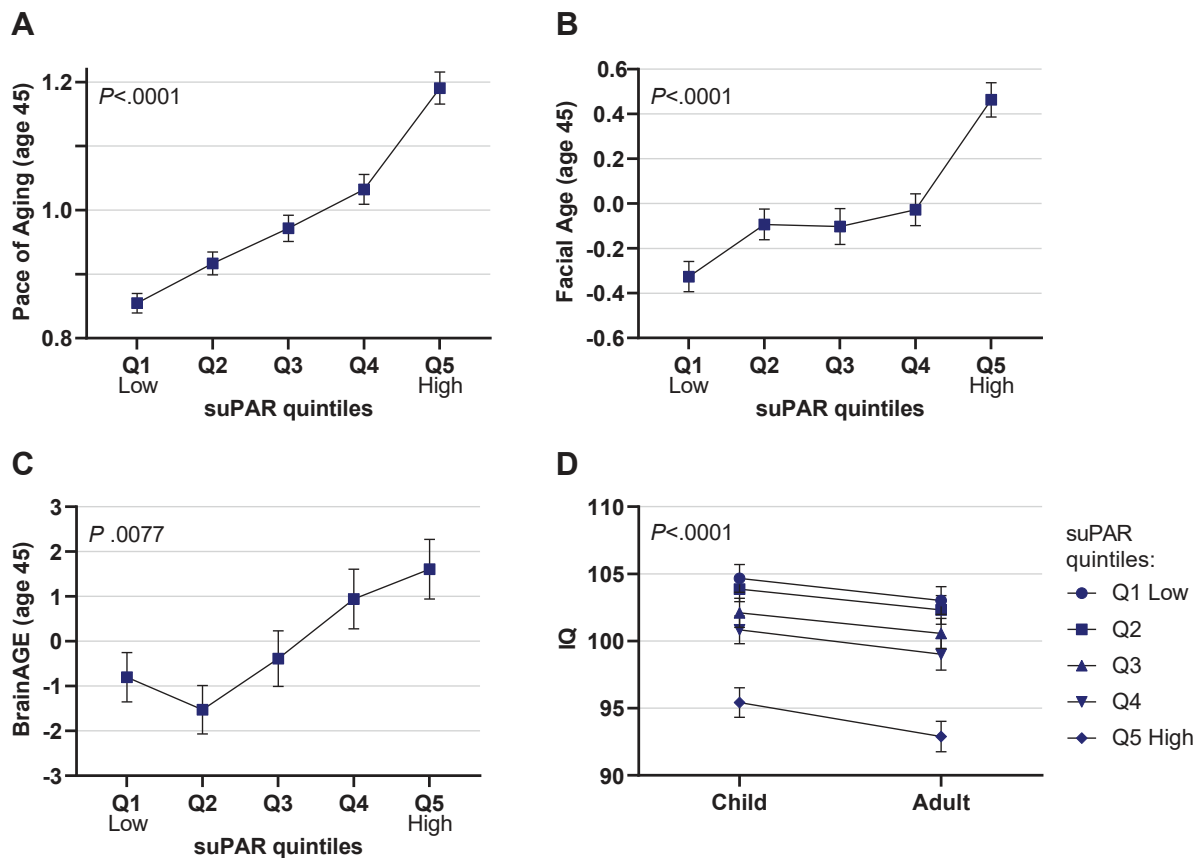 A
Pace of Aging (age 45)
P<.0001
1.2
1.0
0.8
Q1 Q2 Q3 Q4 Q5
Low High
suPAR quintiles
B
Facial Age (age 45)
P<.0001
0.6
0.4
0.2
0.0
-0.2
-0.4
-0.6
Q1 Q2 Q3 Q4 Q5
Low High
suPAR quintiles
C
BrainAGE (age 45)
P .0077
3
2
1
0
-1
-2
-3
Q1 Q2 Q3 Q4 Q5
Low High
suPAR quintiles
D
IQ
P<.0001
110
105
100
95
90
Child Adult
suPAR
quintiles:
Q1 Low
Q2
Q3
Q4
Q5 High